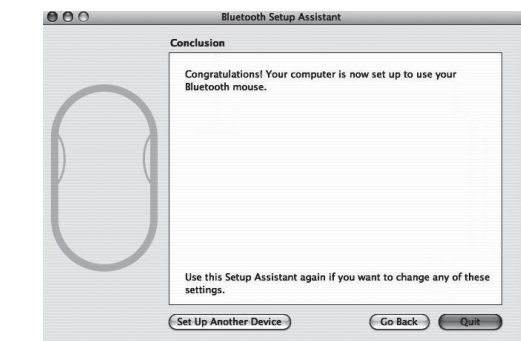 Bluetooth Setup Assistant
Conclusion
Congratulations! Your computer is now set up to use your
Bluetooth mouse.
Use this Setup Assistant again if you want to change any of these
settings.
Set Up Another Device
Go Back
Quit